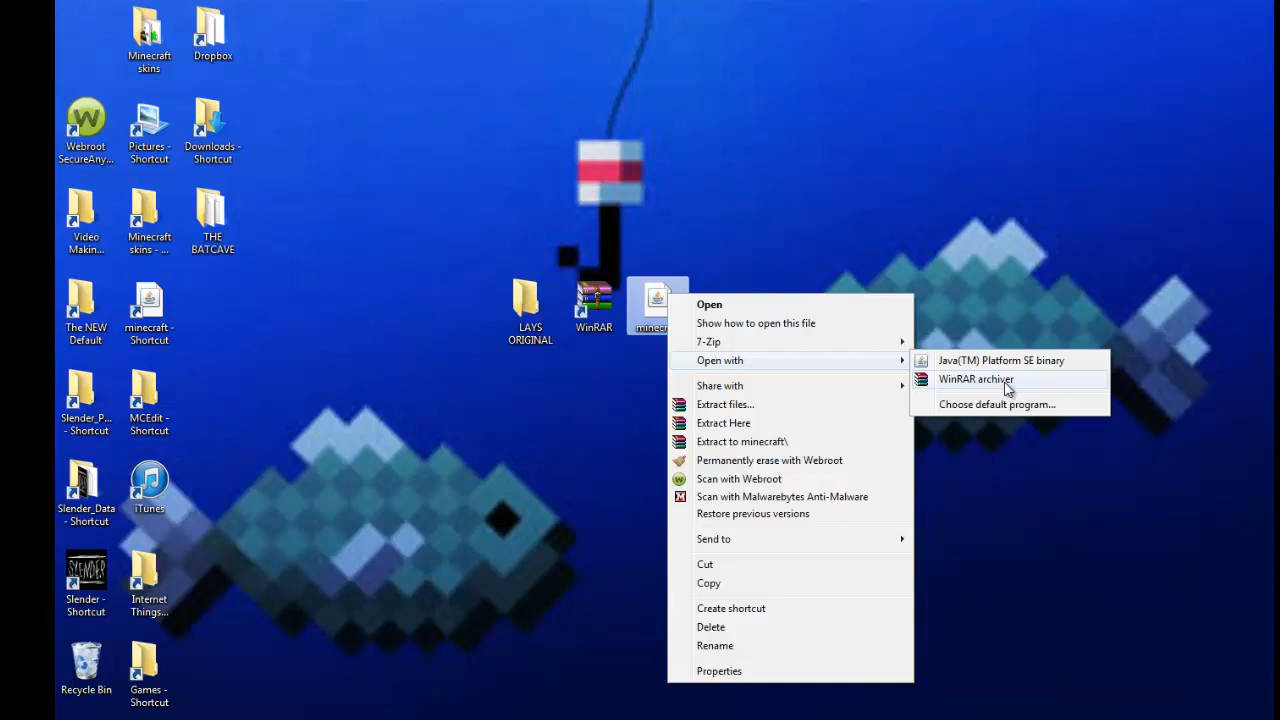 Minecraft
skins
Dropbox
Webroot
SecureAny...
Pictures -
Shortcut
Downloads -
Shortcut
Video
Makin...
Minecraft
skins - ...
THE
BATCAVE
The NEW
Default
minecraft -
Shortcut
Slender_P...
- Shortcut
MCEdit -
Shortcut
Slender_Data
- Shortcut
iTunes
SLENDER
Slender -
Shortcut
Internet
Things...
Recycle Bin
Games -
Shortcut
LAYS
ORIGINAL
WinRAR
minecr
Open
Show how to open this file
7-Zip
Open with
Share with
Extract files...
Extract Here
Extract to minecraft\
Permanently erase with Webroot
Scan with Webroot
Scan with Malwarebytes Anti-Malware
Restore previous versions
Send to
Cut
Copy
Create shortcut
Delete
Rename
Properties
Java(TM) Platform SE binary
WinRAR archiver
Choose default program...